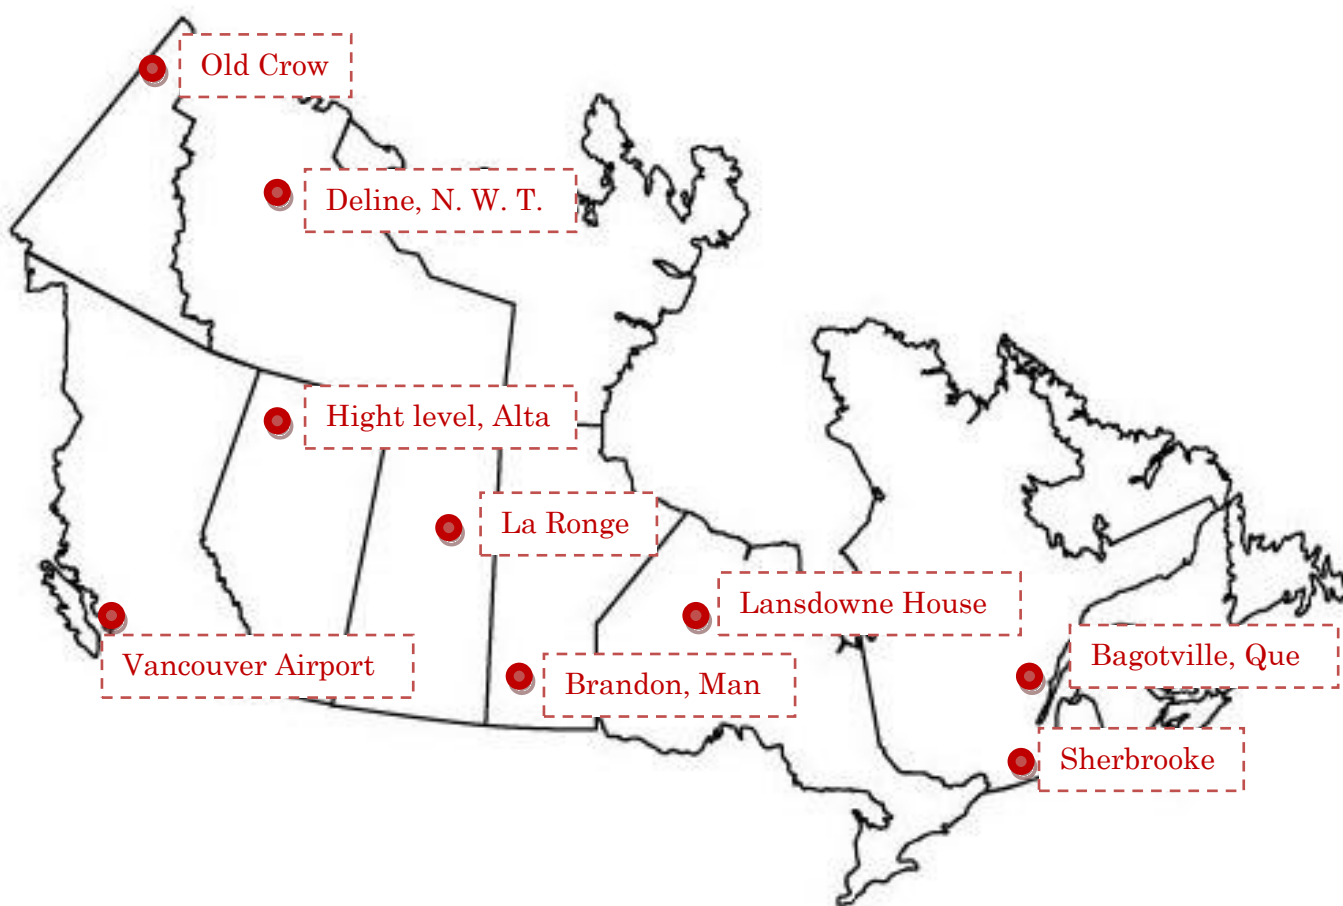 Old Crow
Deline, N. W. T.
Hight level, Alta
La Ronge
Lansdowne House
Vancouver Airport
Brandon, Man
Bagotville, Que
Sherbrooke